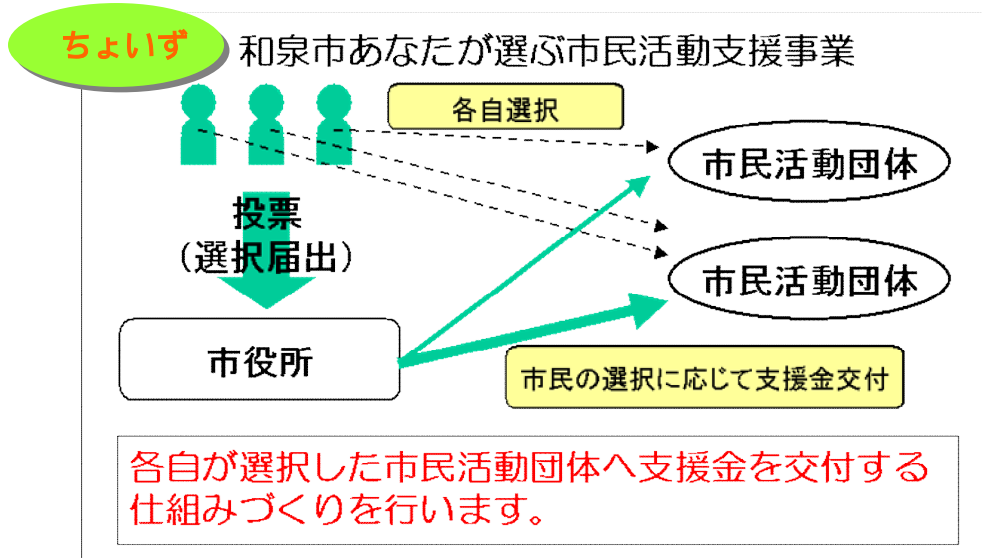 ちょいず
和泉市あなたが選ぶ市民活動支援事業
各自選択
市民活動団体
投票
(選択届出)
市民活動団体
市役所
市民の選択に応じて支援金交付
各自が選択した市民活動団体へ支援金を交付する
仕組みづくりを行います。